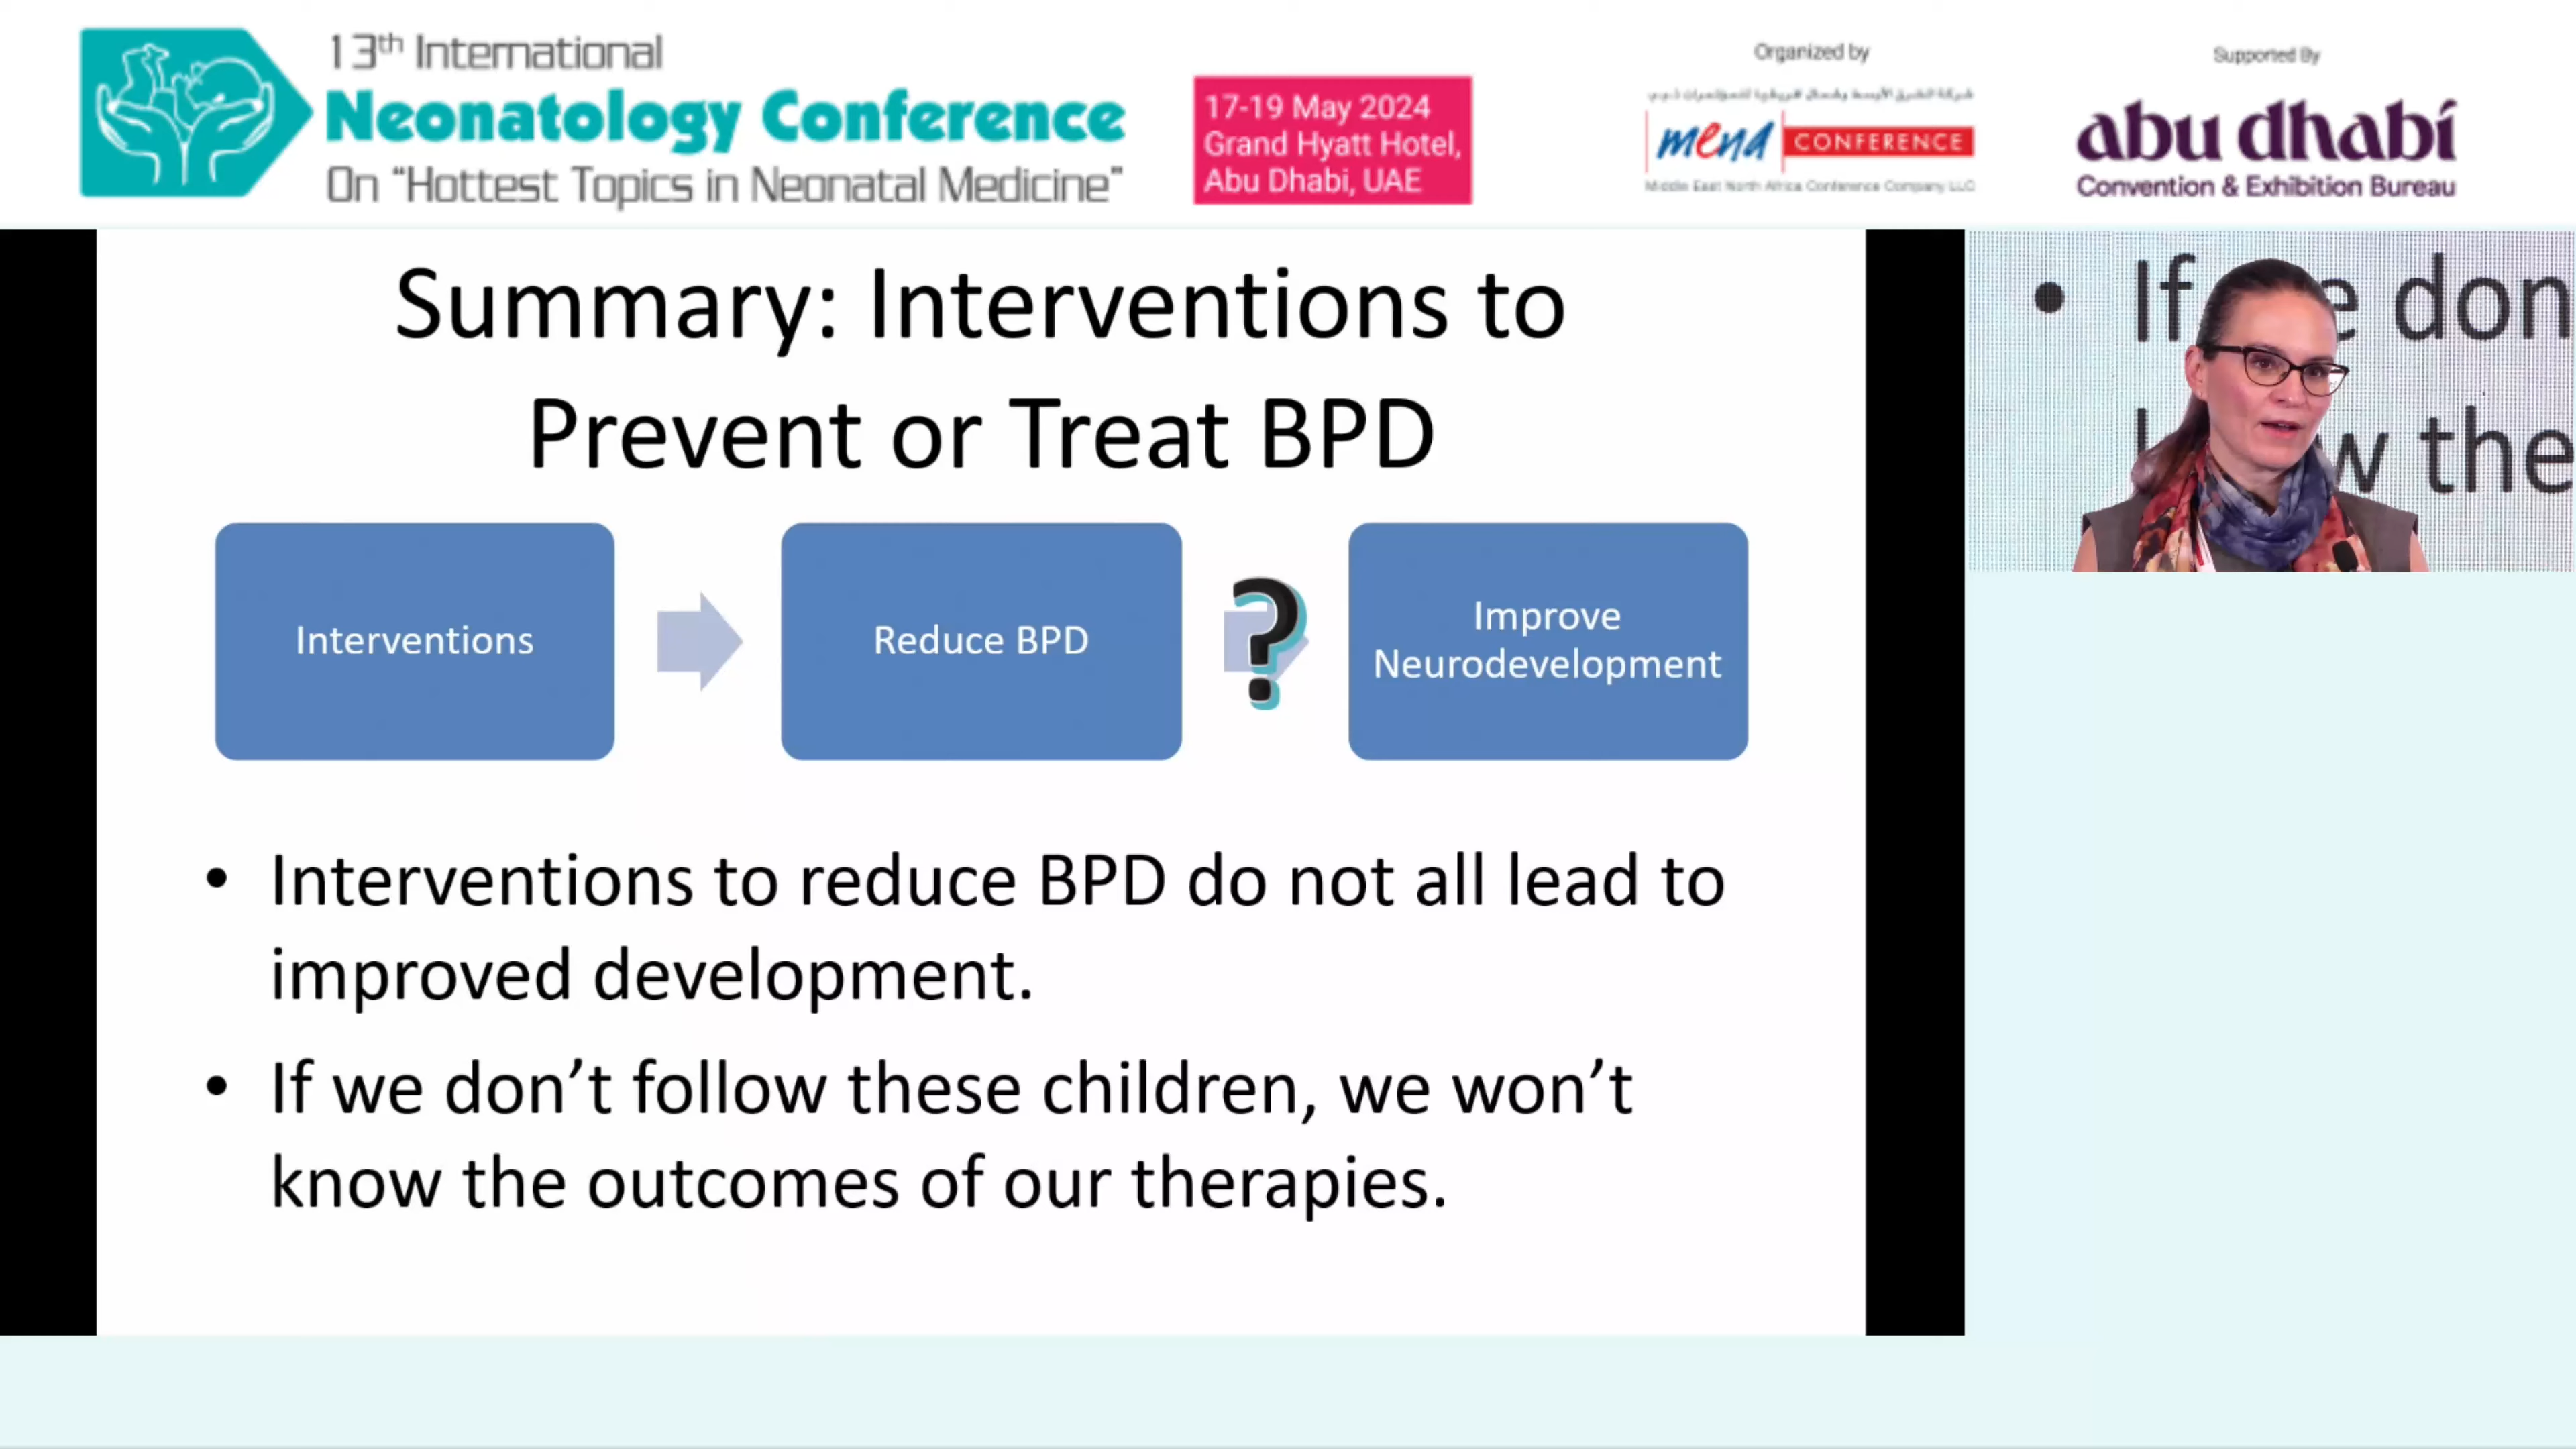 13th International
Neonatology Conference
On “Hottest Topics in Neonatal Medicine”
17-19 May 2024
Grand Hyatt Hotel,
Abu Dhabi, UAE
Organized by
mena CONFERENCE
Middle East North Africa Conference Company LLC
Supported By
abu dhabi
Convention & Exhibition Bureau
Summary: Interventions to
Prevent or Treat BPD
Interventions
Reduce BPD
?
Improve
Neurodevelopment
• Interventions to reduce BPD do not all lead to
improved development.
• If we don’t follow these children, we won’t
know the outcomes of our therapies.
• If don
the